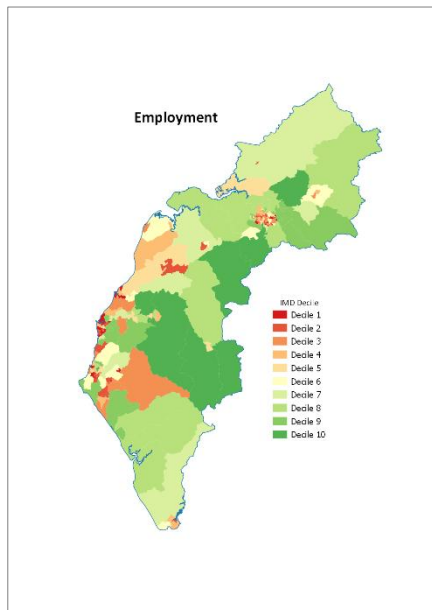 Employment
IMD Decile
Decile 1
Decile 2
Decile 3
Decile 4
Decile 5
Decile 6
Decile 7
Decile 8
Decile 9
Decile 10